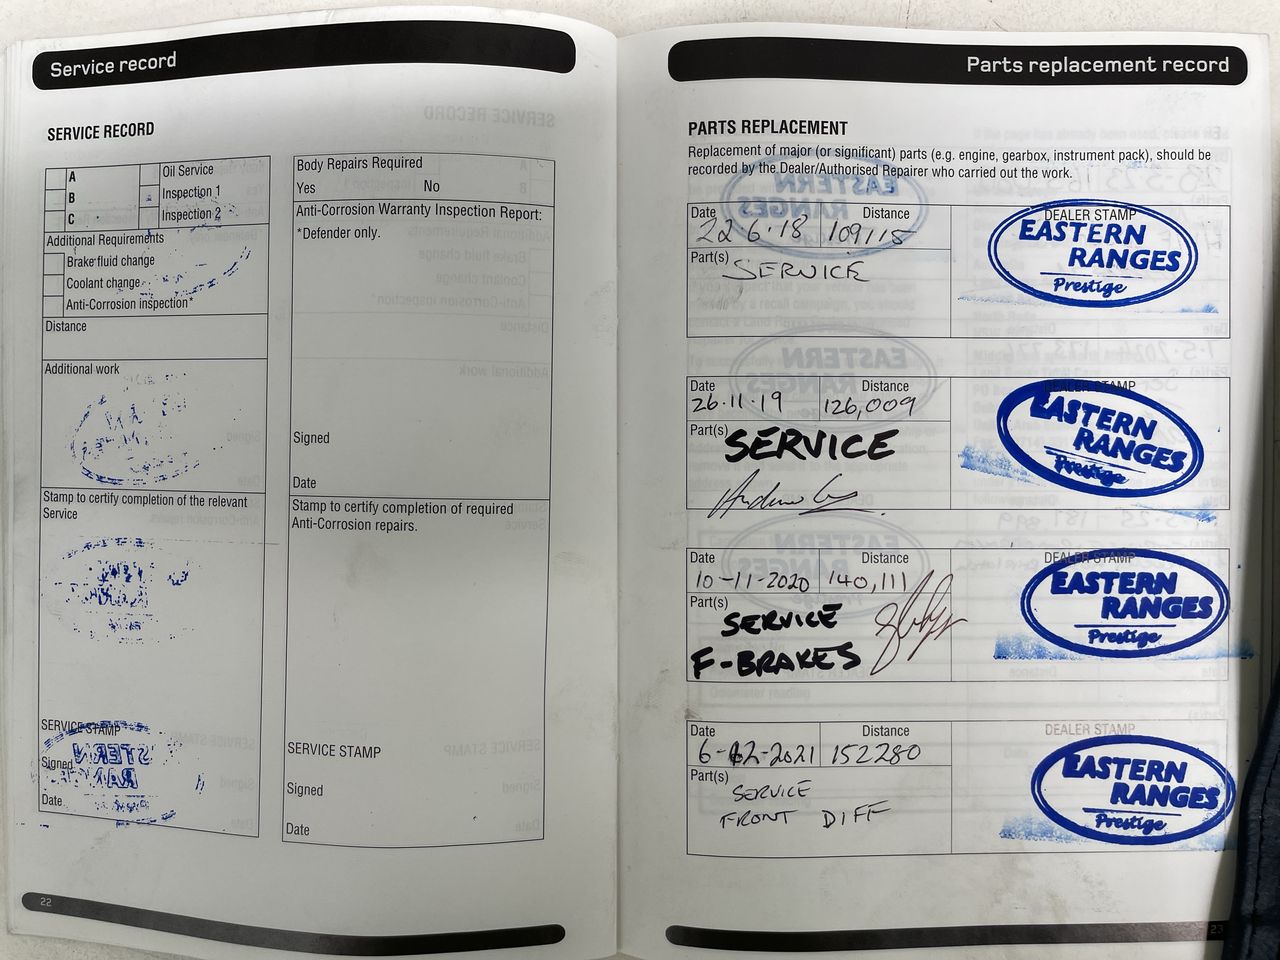 Service record
SERVICE RECORD
A
B
C
Oil Service
Inspection 1
Inspection 2
Additional Requirements
Brake fluid change
Coolant change
Anti-Corrosion inspection*
Distance
Additional work
Stamp to certify completion of the relevant
Service
SERVICE STAMP
Signed
Date
Body Repairs Required
Yes No
Anti-Corrosion Warranty Inspection Report:
*Defender only.
Signed
Date
Stamp to certify completion of required
Anti-Corrosion repairs.
SERVICE STAMP
Signed
Date
22
Parts replacement record
PARTS REPLACEMENT
Replacement of major (or significant) parts (e.g. engine, gearbox, instrument pack), should be
recorded by the Dealer/Authorised Repairer who carried out the work.
Date Distance
22 6·18 109115
Part(s)
SERVICE
DEALER STAMP
EASTERN
RANGES
Prestige
Date Distance
26·11·19 126,009
Part(s)
SERVICE
DEALER STAMP
EASTERN
RANGES
Prestige
Date Distance
10-11-2020 140,111
Part(s)
SERVICE
F-BRAKES
DEALER STAMP
EASTERN
RANGES
Prestige
Date Distance
6-12-2021 152280
Part(s)
SERVICE
FRONT DIFF
DEALER STAMP
EASTERN
RANGES
Prestige
23